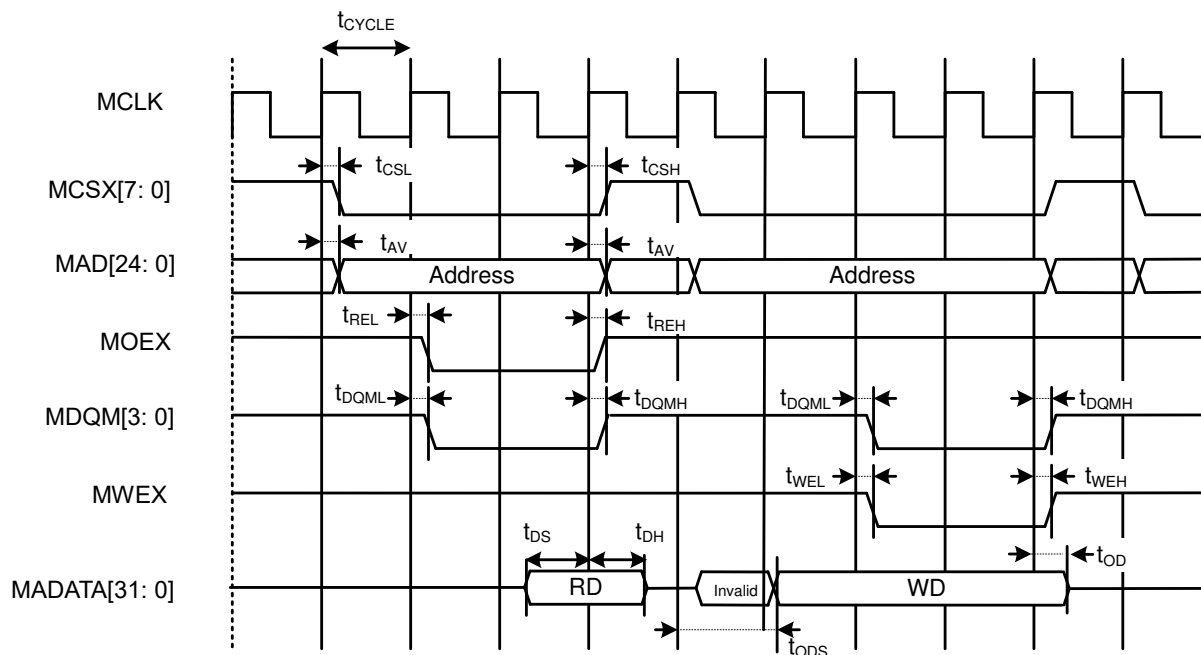 tCYCLE
MCLK
tCSL tCSH
MCSX[7: 0]
tAV tAV
MAD[24: 0] Address Address
tREL tREH
MOEX
tDQML tDQMH tDQML tDQMH
MDQM[3: 0]
tWEL tWEH
MWEX
tDS tDH
tOD
MADATA[31: 0] RD Invalid WD
tODS